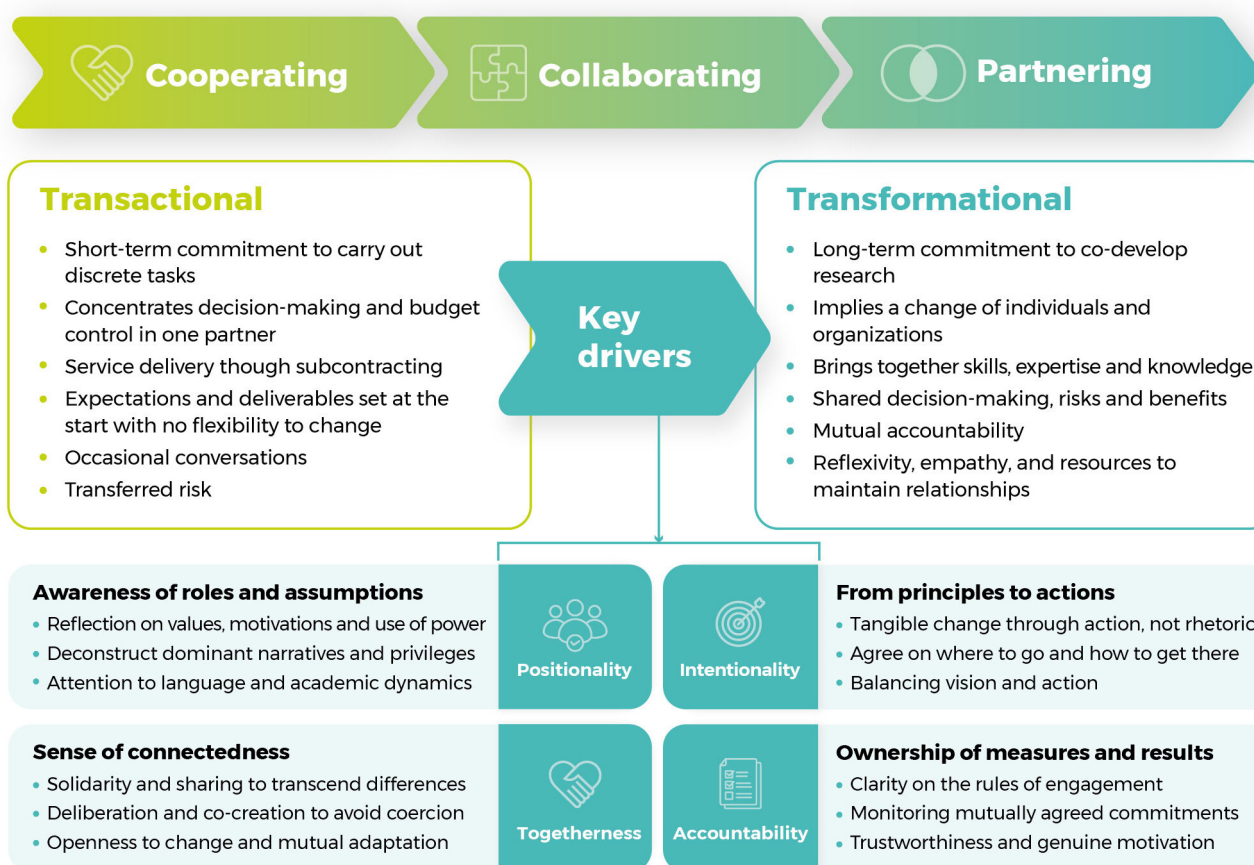 Cooperating
Collaborating
Partnering
Transactional
• Short-term commitment to carry out
discrete tasks
• Concentrates decision-making and budget
control in one partner
• Service delivery though subcontracting
• Expectations and deliverables set at the
start with no flexibility to change
• Occasional conversations
• Transferred risk
Key
drivers
Transformational
• Long-term commitment to co-develop
research
• Implies a change of individuals and
organizations
• Brings together skills, expertise and knowledge
• Shared decision-making, risks and benefits
• Mutual accountability
• Reflexivity, empathy, and resources to
maintain relationships
Awareness of roles and assumptions
• Reflection on values, motivations and use of power
• Deconstruct dominant narratives and privileges
• Attention to language and academic dynamics
Positionality
Intentionality
From principles to actions
• Tangible change through action, not rhetoric
• Agree on where to go and how to get there
• Balancing vision and action
Sense of connectedness
• Solidarity and sharing to transcend differences
• Deliberation and co-creation to avoid coercion
• Openness to change and mutual adaptation
Togetherness
Accountability
Ownership of measures and results
• Clarity on the rules of engagement
• Monitoring mutually agreed commitments
• Trustworthiness and genuine motivation